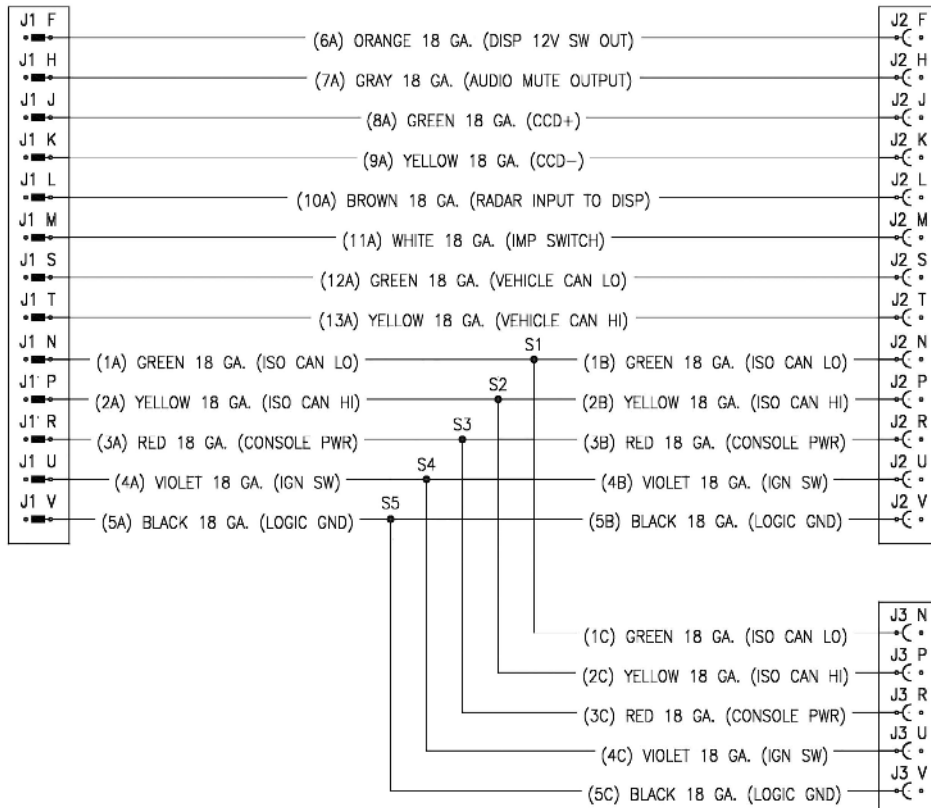 J1 F
(6A) ORANGE 18 GA. (DISP 12V SW OUT)
J2 F
J1 H
(7A) GRAY 18 GA. (AUDIO MUTE OUTPUT)
J2 H
J1 J
(8A) GREEN 18 GA. (CCD+)
J2 J
J1 K
(9A) YELLOW 18 GA. (CCD-)
J2 K
J1 L
(10A) BROWN 18 GA. (RADAR INPUT TO DISP)
J2 L
J1 M
(11A) WHITE 18 GA. (IMP SWITCH)
J2 M
J1 S
(12A) GREEN 18 GA. (VEHICLE CAN LO)
J2 S
J1 T
(13A) YELLOW 18 GA. (VEHICLE CAN HI)
J2 T
J1 N
(1A) GREEN 18 GA. (ISO CAN LO)
S1
(1B) GREEN 18 GA. (ISO CAN LO)
J2 N
J1 P
(2A) YELLOW 18 GA. (ISO CAN HI)
S2
(2B) YELLOW 18 GA. (ISO CAN HI)
J2 P
J1 R
(3A) RED 18 GA. (CONSOLE PWR)
S3
(3B) RED 18 GA. (CONSOLE PWR)
J2 R
J1 U
(4A) VIOLET 18 GA. (IGN SW)
S4
(4B) VIOLET 18 GA. (IGN SW)
J2 U
J1 V
(5A) BLACK 18 GA. (LOGIC GND)
S5
(5B) BLACK 18 GA. (LOGIC GND)
J2 V
J3 N
(1C) GREEN 18 GA. (ISO CAN LO)
J3 P
(2C) YELLOW 18 GA. (ISO CAN HI)
J3 R
(3C) RED 18 GA. (CONSOLE PWR)
J3 U
(4C) VIOLET 18 GA. (IGN SW)
J3 V
(5C) BLACK 18 GA. (LOGIC GND)